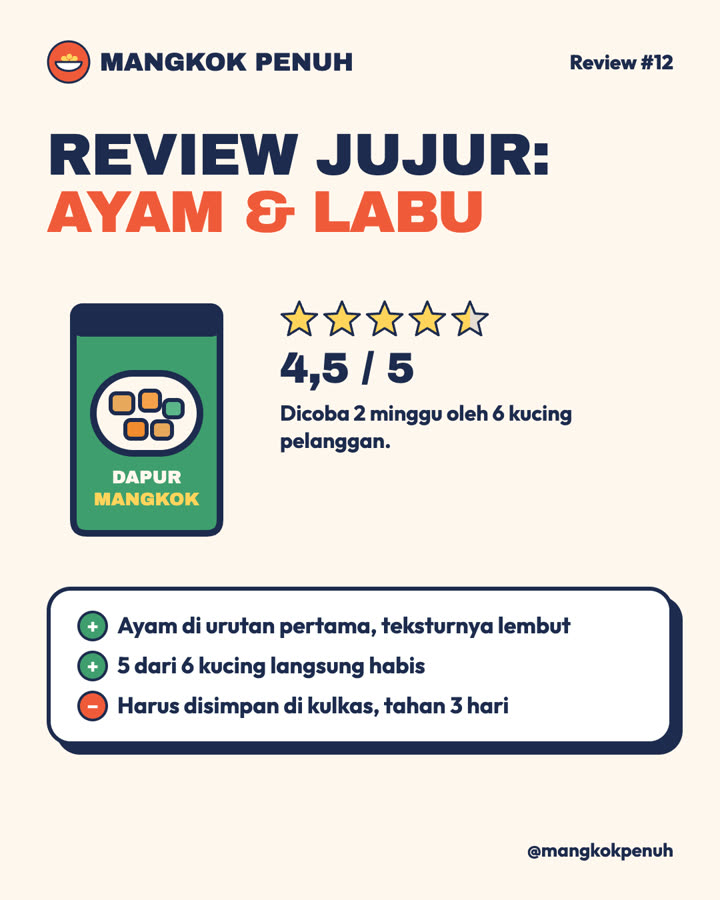 MANGKOK PENUH
Review #12
REVIEW JUJUR:
AYAM & LABU
4,5 / 5
Dicoba 2 minggu oleh 6 kucing
pelanggan.
DAPUR
MANGKOK
+ Ayam di urutan pertama, teksturnya lembut
+ 5 dari 6 kucing langsung habis
− Harus disimpan di kulkas, tahan 3 hari
@mangkokpenuh